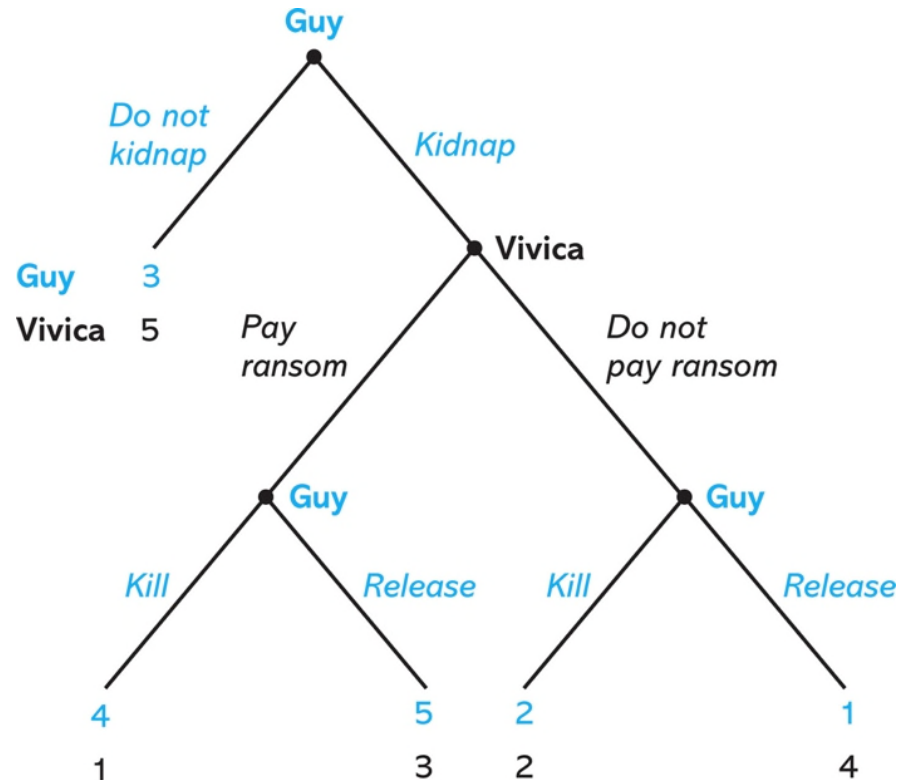 Guy
Do not
kidnap
Kidnap
Vivica
Guy 3
Vivica 5
Pay
ransom
Do not
pay ransom
Guy
Guy
Kill
Release
Kill
Release
4 5 2 1
1 3 2 4